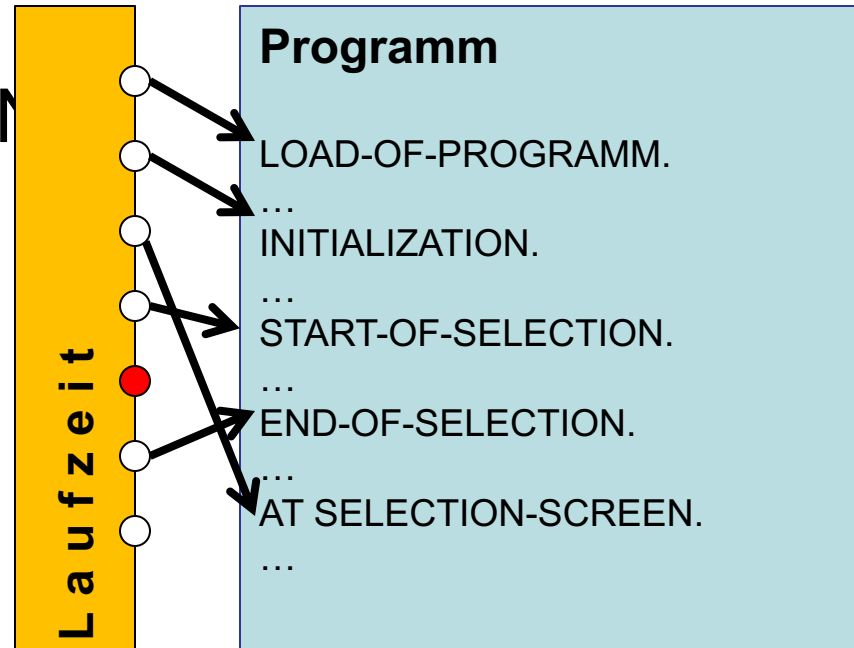 Programm
LOAD-OF-PROGRAMM.
…
INITIALIZATION.
…
START-OF-SELECTION.
…
END-OF-SELECTION.
…
AT SELECTION-SCREEN.
…
Laufzeit